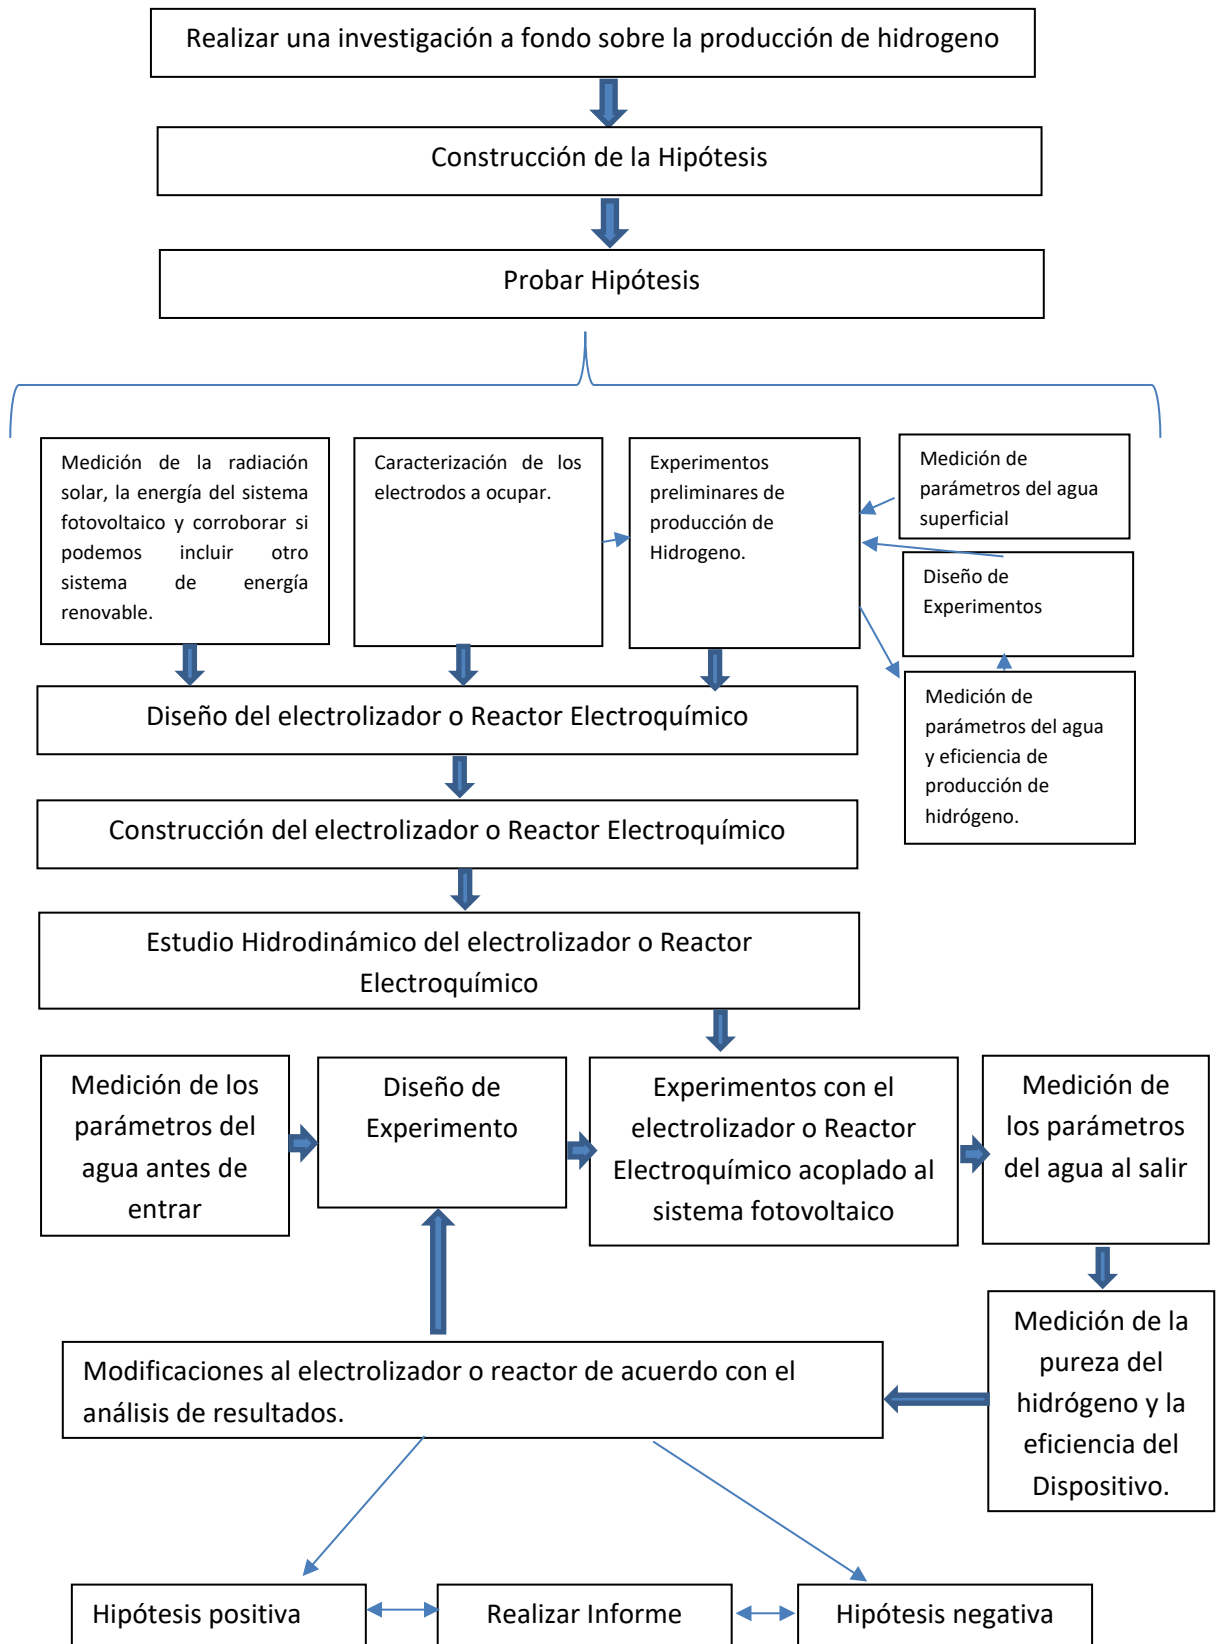 Realizar una investigación a fondo sobre la producción de hidrogeno
Construcción de la Hipótesis
Probar Hipótesis
Medición de la radiación
solar, la energía del sistema
fotovoltaico y corroborar si
podemos incluir otro
sistema de energía
renovable.
Caracterización de los
electrodos a ocupar.
Experimentos
preliminares de
producción de
Hidrogeno.
Medición de
parámetros del agua
superficial
Diseño de
Experimentos
Medición de
parámetros del agua
y eficiencia de
producción de
hidrógeno.
Diseño del electrolizador o Reactor Electroquímico
Construcción del electrolizador o Reactor Electroquímico
Estudio Hidrodinámico del electrolizador o Reactor
Electroquímico
Medición de los
parámetros del
agua antes de
entrar
Diseño de
Experimento
Experimentos con el
electrolizador o Reactor
Electroquímico acoplado al
sistema fotovoltaico
Medición de
los parámetros
del agua al salir
Medición de la
pureza del
hidrógeno y la
eficiencia del
Dispositivo.
Modificaciones al electrolizador o reactor de acuerdo con el
análisis de resultados.
Hipótesis positiva
Realizar Informe
Hipótesis negativa